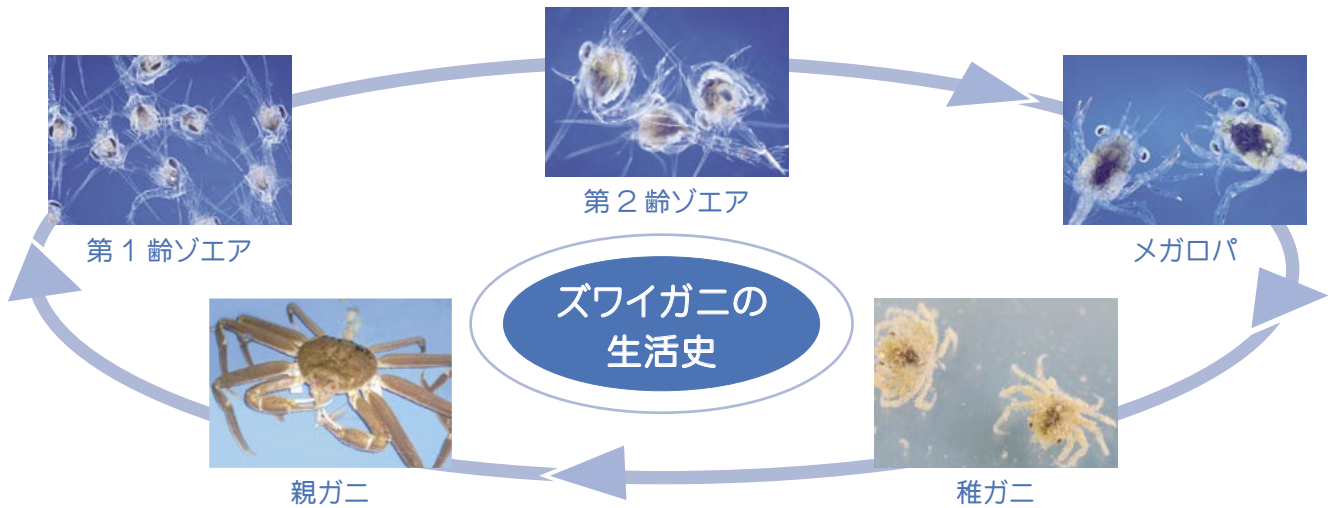 第1齢ゾエア
第2齢ゾエア
メガロパ
ズワイガニの
生活史
親ガニ
稚ガニ